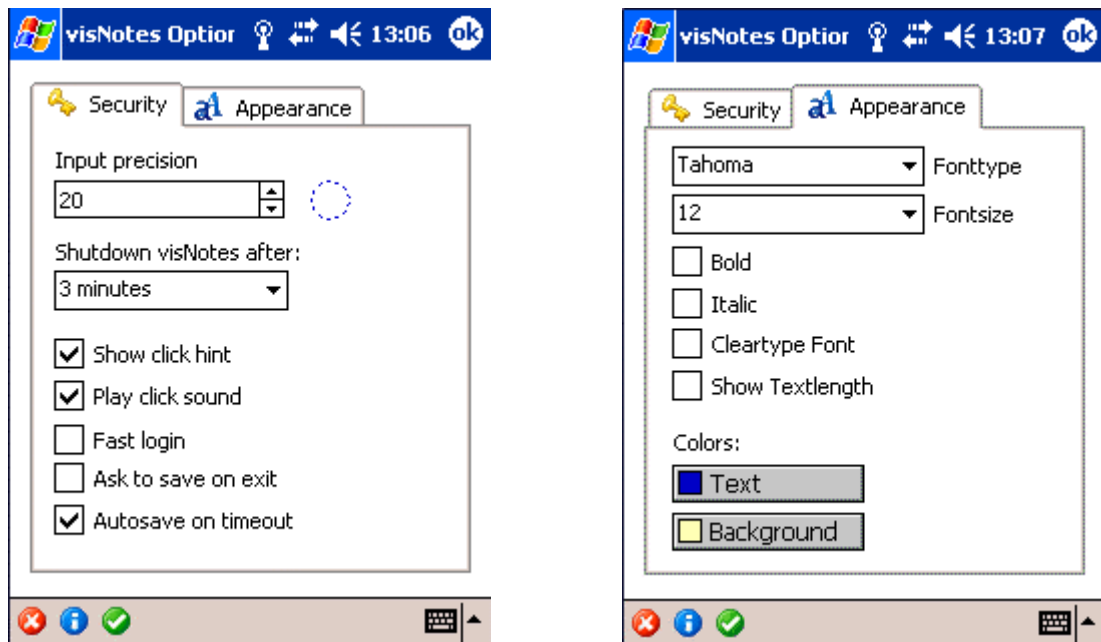 visNotes Optior 13:06 ok
Security Appearance
Input precision
20
Shutdown visNotes after:
3 minutes
Show click hint
Play click sound
Fast login
Ask to save on exit
Autosave on timeout
visNotes Optior 13:07 ok
Security Appearance
Tahoma Fonttype
12 Fontsize
Bold
Italic
Cleartype Font
Show Textlength
Colors:
Text
Background